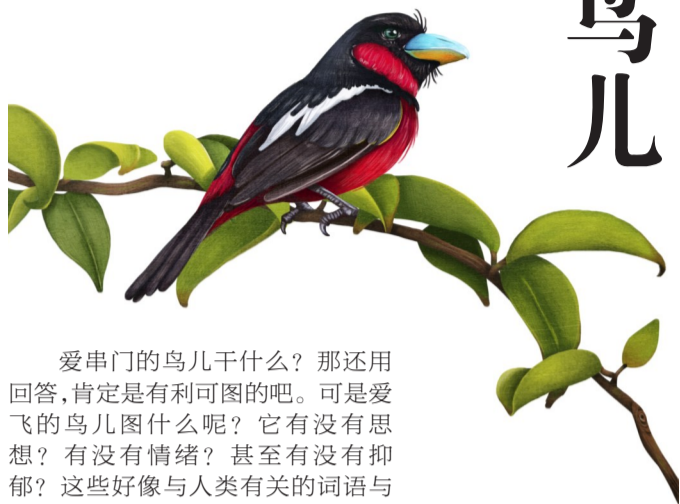 鸟儿
爱串门的鸟儿干什么？那还用
回答，肯定是有利可图的吧。可是爱
飞的鸟儿图什么呢？它有没有思
想？有没有情绪？甚至有没有抑
郁？这些好像与人类有关的词语与